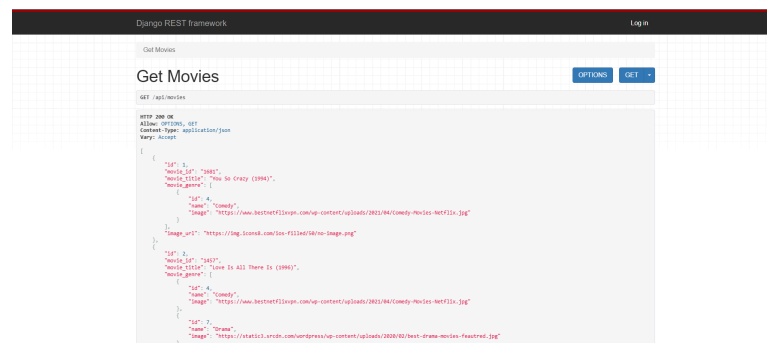 Django REST framework
Log in
Get Movies
Get Movies
OPTIONS
GET
GET /api/movies
HTTP 200 OK
Allow: OPTIONS, GET
Content-Type: application/json
Vary: Accept
[
{
"id": 1,
"movie_id": "1681",
"movie_title": "You So Crazy (1994)",
"movie_genre": [
{
"id": 4,
"name": "Comedy",
"image": "https://www.bestnetflixvpn.com/wp-content/uploads/2021/04/Comedy-Movies-Netflix.jpg"
}
],
"image_url": "https://img.icons8.com/ios-filled/50/no-image.png"
},
{
"id": 2,
"movie_id": "1457",
"movie_title": "Love Is All There Is (1996)",
"movie_genre": [
{
"id": 4,
"name": "Comedy",
"image": "https://www.bestnetflixvpn.com/wp-content/uploads/2021/04/Comedy-Movies-Netflix.jpg"
},
{
"id": 7,
"name": "Drama",
"image": "https://static3.srcdn.com/wordpress/wp-content/uploads/2020/02/best-drama-movies-feautred.jpg"
}